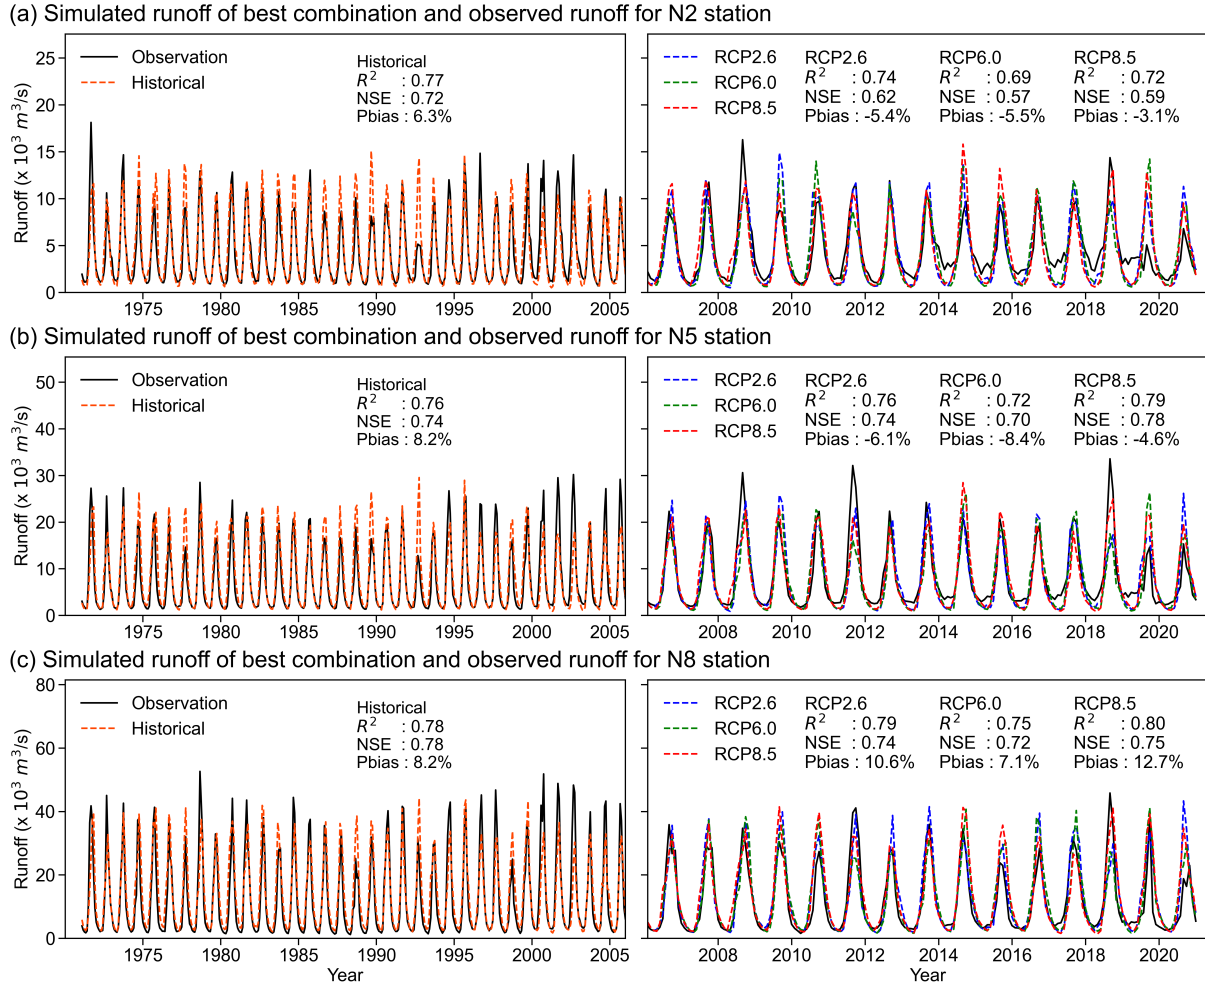 (a) Simulated runoff of best combination and observed runoff for N2 station
Runoff (x 10³ m³/s)
25
20
15
10
5
0
Observation
Historical
Historical
R² : 0.77
NSE : 0.72
Pbias : 6.3%
1975 1980 1985 1990 1995 2000 2005
RCP2.6
RCP6.0
RCP8.5
RCP2.6 RCP6.0 RCP8.5
R² : 0.74 R² : 0.69 R² : 0.72
NSE : 0.62 NSE : 0.57 NSE : 0.59
Pbias : -5.4% Pbias : -5.5% Pbias : -3.1%
2008 2010 2012 2014 2016 2018 2020
(b) Simulated runoff of best combination and observed runoff for N5 station
Runoff (x 10³ m³/s)
50
40
30
20
10
0
Observation
Historical
Historical
R² : 0.76
NSE : 0.74
Pbias : 8.2%
1975 1980 1985 1990 1995 2000 2005
RCP2.6
RCP6.0
RCP8.5
RCP2.6 RCP6.0 RCP8.5
R² : 0.76 R² : 0.72 R² : 0.79
NSE : 0.74 NSE : 0.70 NSE : 0.78
Pbias : -6.1% Pbias : -8.4% Pbias : -4.6%
2008 2010 2012 2014 2016 2018 2020
(c) Simulated runoff of best combination and observed runoff for N8 station
Runoff (x 10³ m³/s)
80
60
40
20
0
Observation
Historical
Historical
R² : 0.78
NSE : 0.78
Pbias : 8.2%
1975 1980 1985 1990 1995 2000 2005
Year
RCP2.6
RCP6.0
RCP8.5
RCP2.6 RCP6.0 RCP8.5
R² : 0.79 R² : 0.75 R² : 0.80
NSE : 0.74 NSE : 0.72 NSE : 0.75
Pbias : 10.6% Pbias : 7.1% Pbias : 12.7%
2008 2010 2012 2014 2016 2018 2020
Year